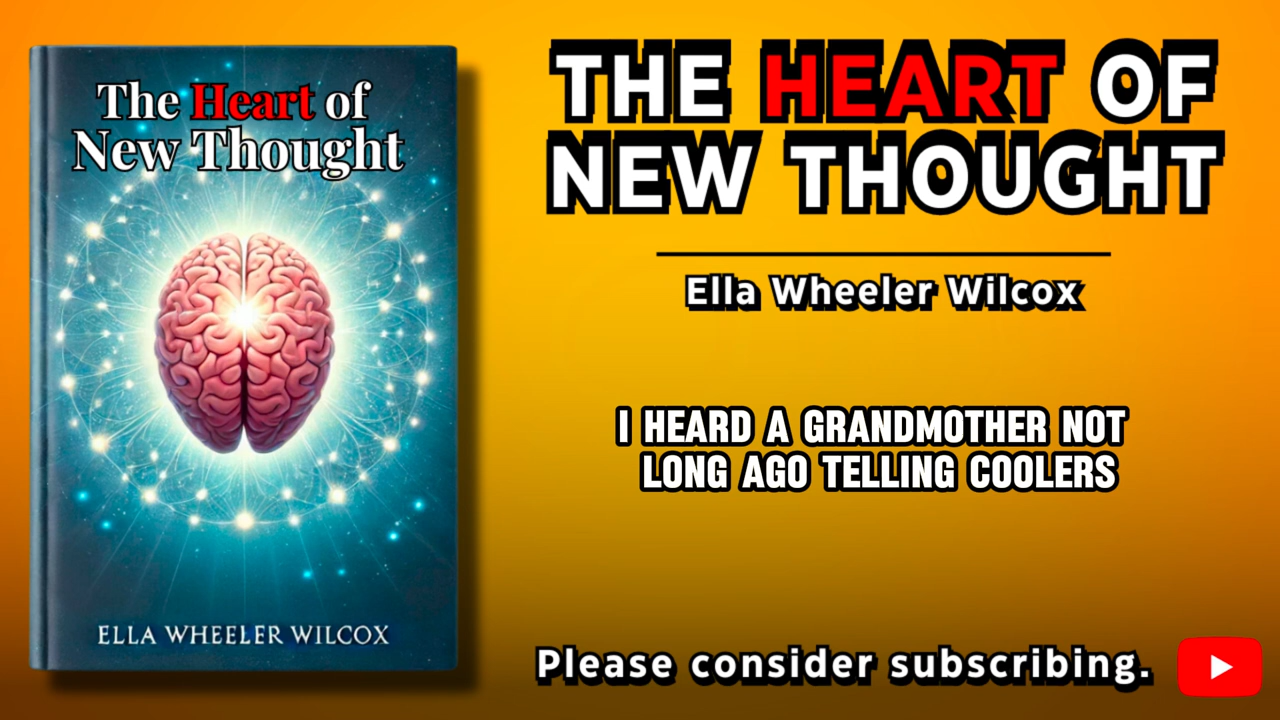 The Heart of
New Thought
ELLA WHEELER WILCOX
THE HEART OF
NEW THOUGHT
Ella Wheeler Wilcox
I HEARD A GRANDMOTHER NOT
LONG AGO TELLING COOLERS
Please consider subscribing.